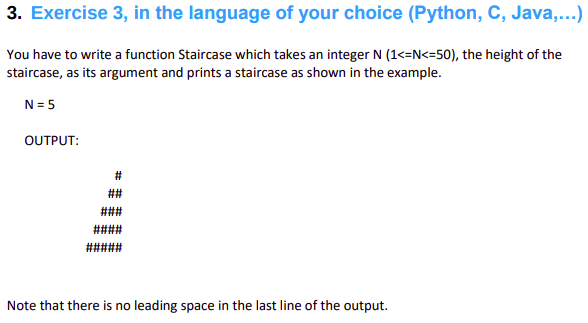 3. Exercise 3, in the language of your choice (Python, C, Java,...)
You have to write a function Staircase which takes an integer N (1<=N<=50), the height of the
staircase, as its argument and prints a staircase as shown in the example.
N = 5
OUTPUT:
#
##
###
####
#####
Note that there is no leading space in the last line of the output.